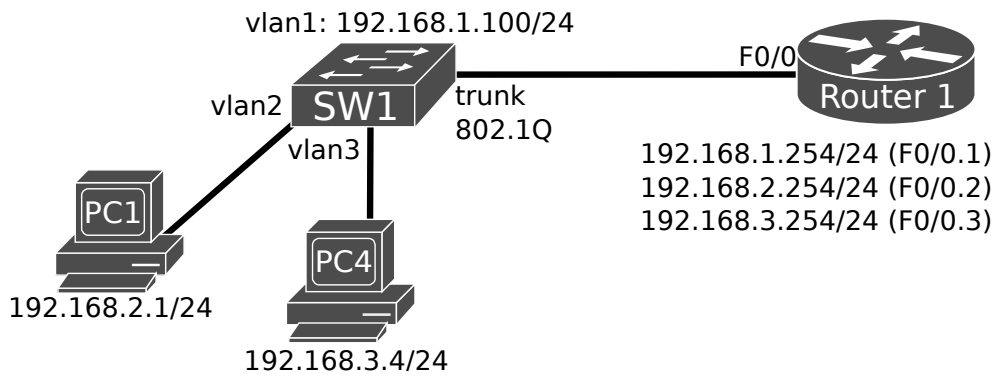 vlan1: 192.168.1.100/24
F0/0
SW1
trunk
802.1Q
Router 1
vlan2
vlan3
192.168.1.254/24 (F0/0.1)
192.168.2.254/24 (F0/0.2)
192.168.3.254/24 (F0/0.3)
PC1
192.168.2.1/24
PC4
192.168.3.4/24